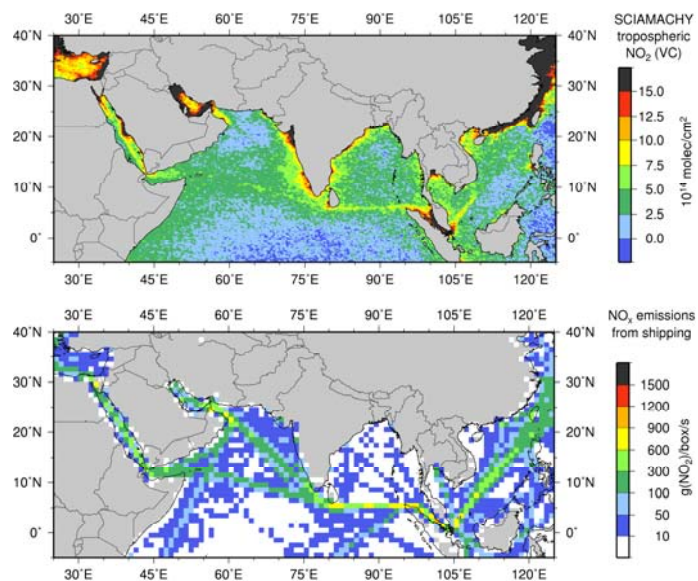 30°E 45°E 60°E 75°E 90°E 105°E 120°E
40°N 40°N
30°N 30°N
20°N 20°N
10°N 10°N
0°N 0°N
30°E 45°E 60°E 75°E 90°E 105°E 120°E
SCIAMACHY
tropospheric
NO₂ (VC)
15.0
12.5
10.0
7.5
5.0
2.5
0.0
10¹⁴ molec/cm²
30°E 45°E 60°E 75°E 90°E 105°E 120°E
40°N 40°N
30°N 30°N
20°N 20°N
10°N 10°N
0°N 0°N
30°E 45°E 60°E 75°E 90°E 105°E 120°E
NOₓ emissions
from shipping
1500
1200
900
600
300
100
50
10
g(NO₂)/box/s